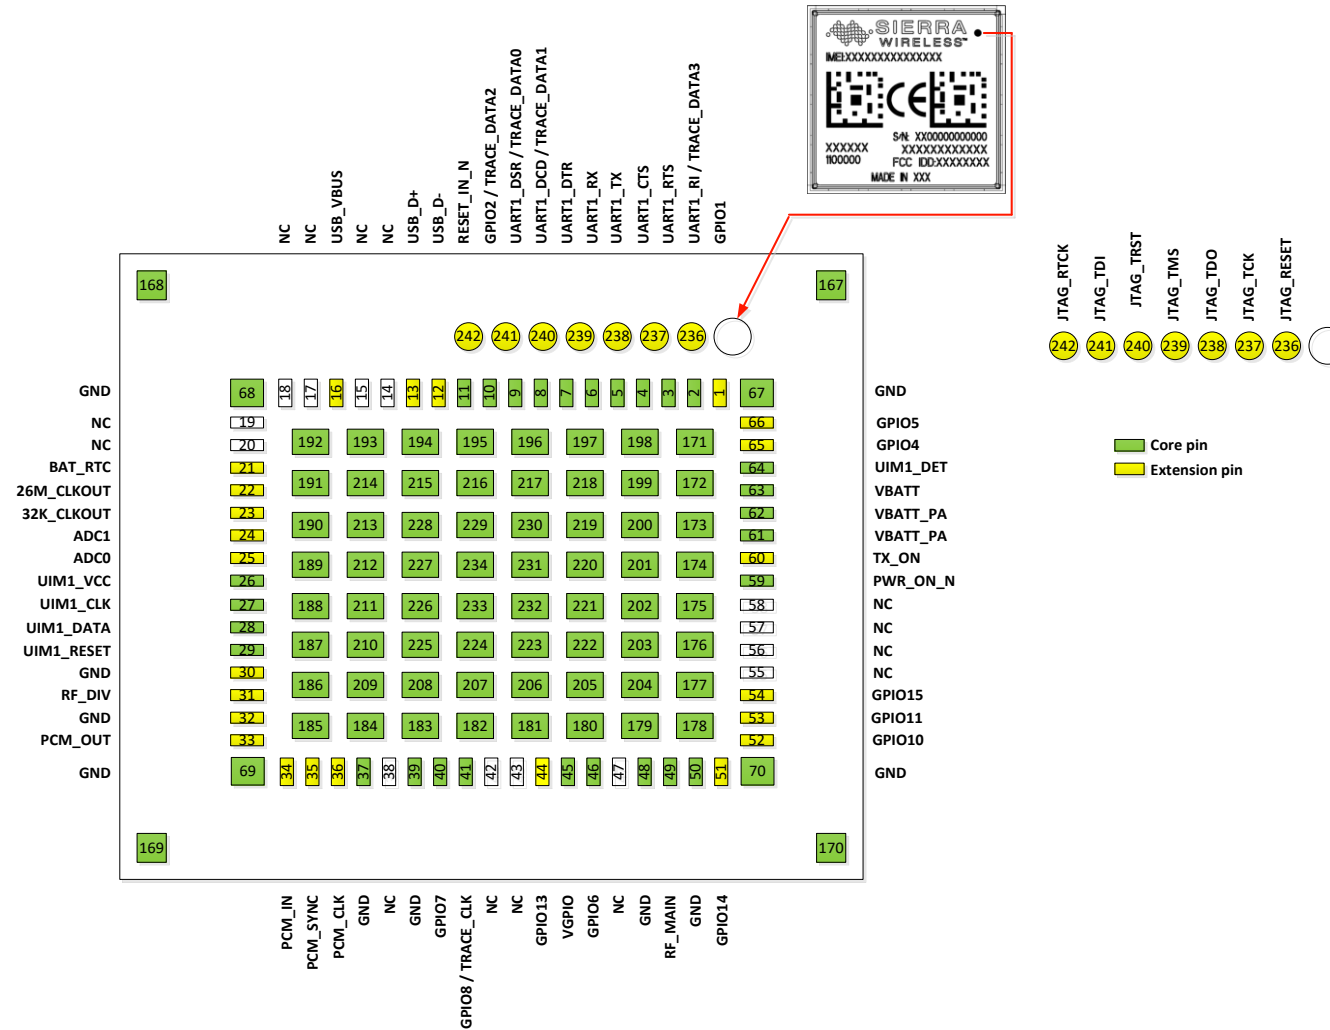 SIERRA
WIRELESS™
IMEI:XXXXXXXXXXXXXXX
S/N: XX00000000000
XXXXXX
XXXXXXXXXXXXX
1100000
FCC IDD:XXXXXXXX
MADE IN XXX
NC
NC
USB_VBUS
NC
NC
USB_D+
USB_D-
RESET_IN_N
GPIO2 / TRACE_DATA2
UART1_DSR / TRACE_DATA0
UART1_DCD / TRACE_DATA1
UART1_DTR
UART1_RX
UART1_TX
UART1_CTS
UART1_RTS
UART1_RI / TRACE_DATA3
GPIO1
JTAG_RTCK
JTAG_TDI
JTAG_TRST
JTAG_TMS
JTAG_TDO
JTAG_TCK
JTAG_RESET
242 241 240 239 238 237 236
168 167
242 241 240 239 238 237 236
GND 68 18 17 16 15 14 13 12 11 10 9 8 7 6 5 4 3 2 1 67 GND
NC 19 66 GPIO5
NC 20 192 193 194 195 196 197 198 171 65 GPIO4
BAT_RTC 21 64 UIM1_DET
26M_CLKOUT 22 191 214 215 216 217 218 199 172 63 VBATT
32K_CLKOUT 23 62 VBATT_PA
ADC1 24 190 213 228 229 230 219 200 173 61 VBATT_PA
ADC0 25 189 212 227 234 231 220 201 174 60 TX_ON
UIM1_VCC 26 59 PWR_ON_N
UIM1_CLK 27 188 211 226 233 232 221 202 175 58 NC
UIM1_DATA 28 57 NC
UIM1_RESET 29 187 210 225 224 223 222 203 176 56 NC
GND 30 55 NC
RF_DIV 31 186 209 208 207 206 205 204 177 54 GPIO15
GND 32 185 184 183 182 181 180 179 178 53 GPIO11
PCM_OUT 33 52 GPIO10
GND 69 34 35 36 37 38 39 40 41 42 43 44 45 46 47 48 49 50 51 70 GND
169 170
PCM_IN
PCM_SYNC
PCM_CLK
GND
NC
GND
GPIO7
GPIO8 / TRACE_CLK
NC
NC
GPIO13
VGPIO
GPIO6
NC
GND
RF_MAIN
GND
GPIO14
Core pin
Extension pin